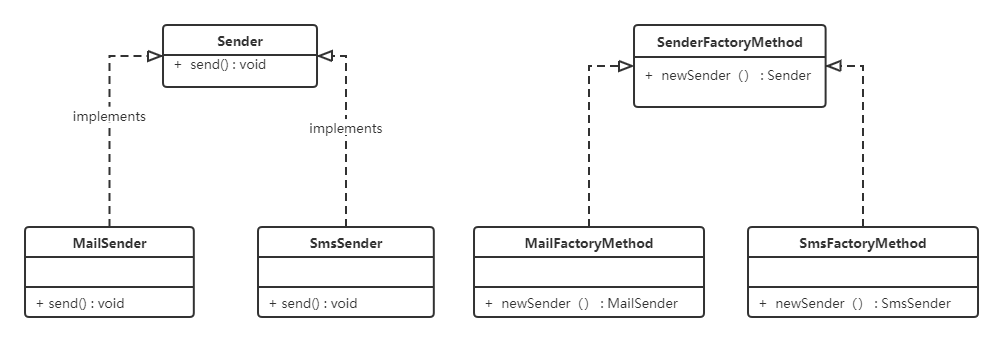 Sender
+ send() : void
SenderFactoryMethod
+ newSender （） : Sender
implements
implements
MailSender
+ send() : void
SmsSender
+ send() : void
MailFactoryMethod
+ newSender （） : MailSender
SmsFactoryMethod
+ newSender （） : SmsSender